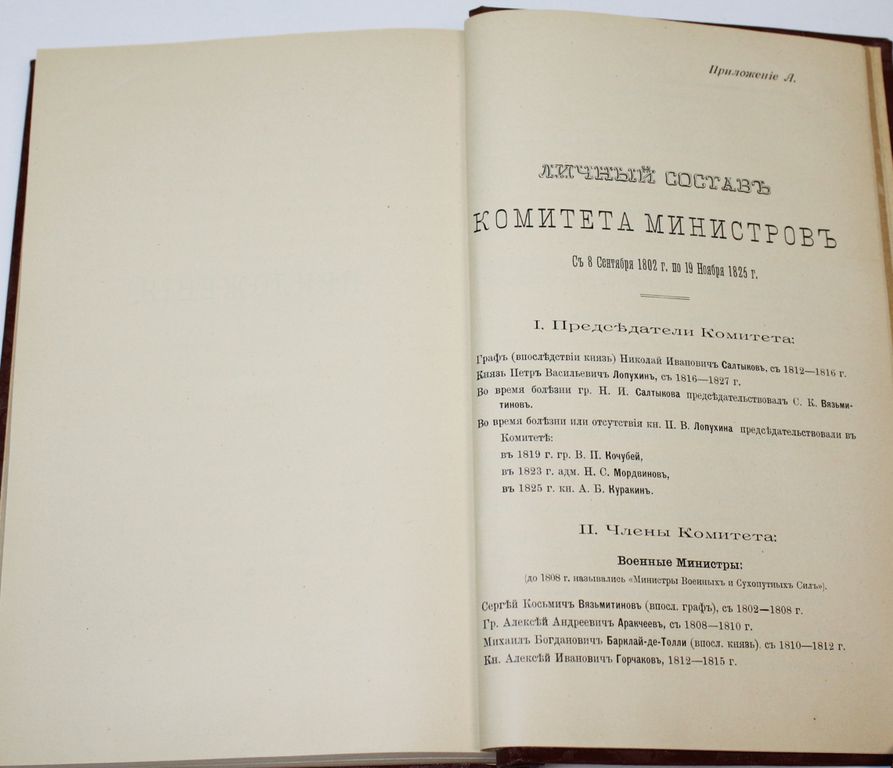 Приложеніе А.
ЛИЧНЫЙ СОСТАВЪ
КОМИТЕТА МИНИСТРОВЪ
Съ 8 Сентября 1802 г. по 19 Ноября 1825 г.
I. Предсѣдатели Комитета:
Графъ (впослѣдствіи князь) Николай Ивановичъ Салтыковъ, съ 1812—1816 г.
Князь Петръ Васильевичъ Лопухинъ, съ 1816—1827 г.
Во время болѣзни гр. Н. И. Салтыкова предсѣдательствовалъ С. К. Вязьми-
тиновъ.
Во время болѣзни или отсутствія кн. П. В. Лопухина предсѣдательствовали въ
Комитетѣ:
въ 1819 г. гр. В. П. Кочубей,
въ 1823 г. адм. Н. С. Мордвиновъ,
въ 1825 г. кн. А. Б. Куракинъ.
II. Члены Комитета:
Военные Министры:
(до 1808 г. назывались «Министры Военныхъ и Сухопутныхъ Силъ»).
Сергѣй Косьмичъ Вязьмитиновъ (впосл. графъ), съ 1802—1808 г.
Гр. Алексѣй Андреевичъ Аракчеевъ, съ 1808—1810 г.
Михаилъ Богдановичъ Барклай-де-Толли (впосл. князь). съ 1810—1812 г.
Кн. Алексѣй Ивановичъ Горчаковъ, 1812—1815 г.